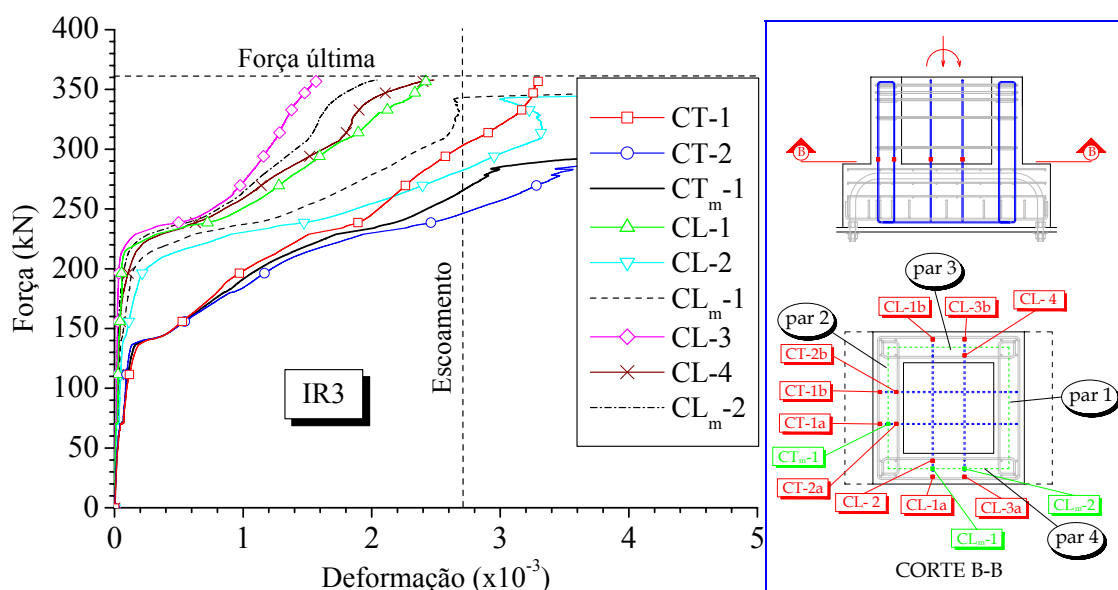 400
350
300
250
200
150
100
50
0
Força (kN)
0
1
2
3
4
5
Deformação (x10⁻³)
Força última
Escoamento
IR3
CT-1
CT-2
CTₘ-1
CL-1
CL-2
CLₘ-1
CL-3
CL-4
CLₘ-2
B
B
par 3
CL-1b
CL-3b
CL- 4
par 2
CT-2b
CT-1b
par 1
CT-1a
CTₘ-1
CT-2a
CL- 2
CL-1a
CL-3a
CLₘ-2
CLₘ-1
par 4
CORTE B-B